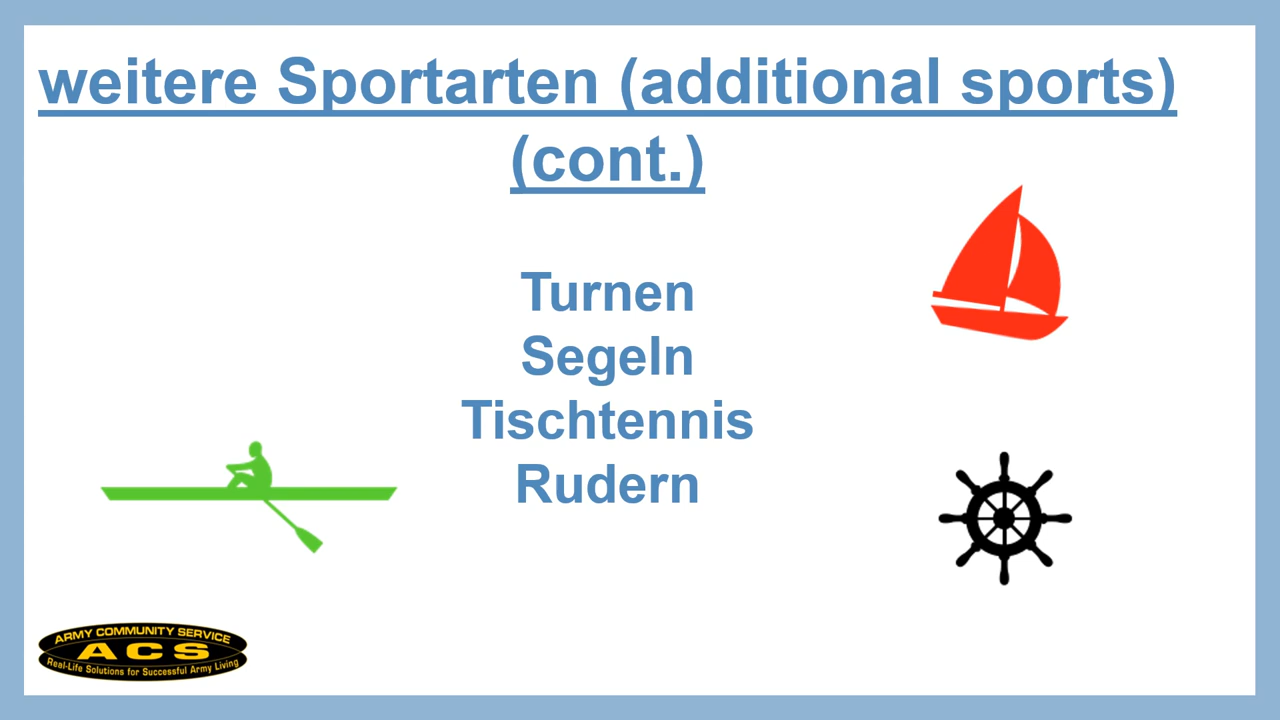 weitere Sportarten (additional sports)
(cont.)
Turnen
Segeln
Tischtennis
Rudern
ARMY COMMUNITY SERVICE
ACS
Real-Life Solutions for Successful Army Living